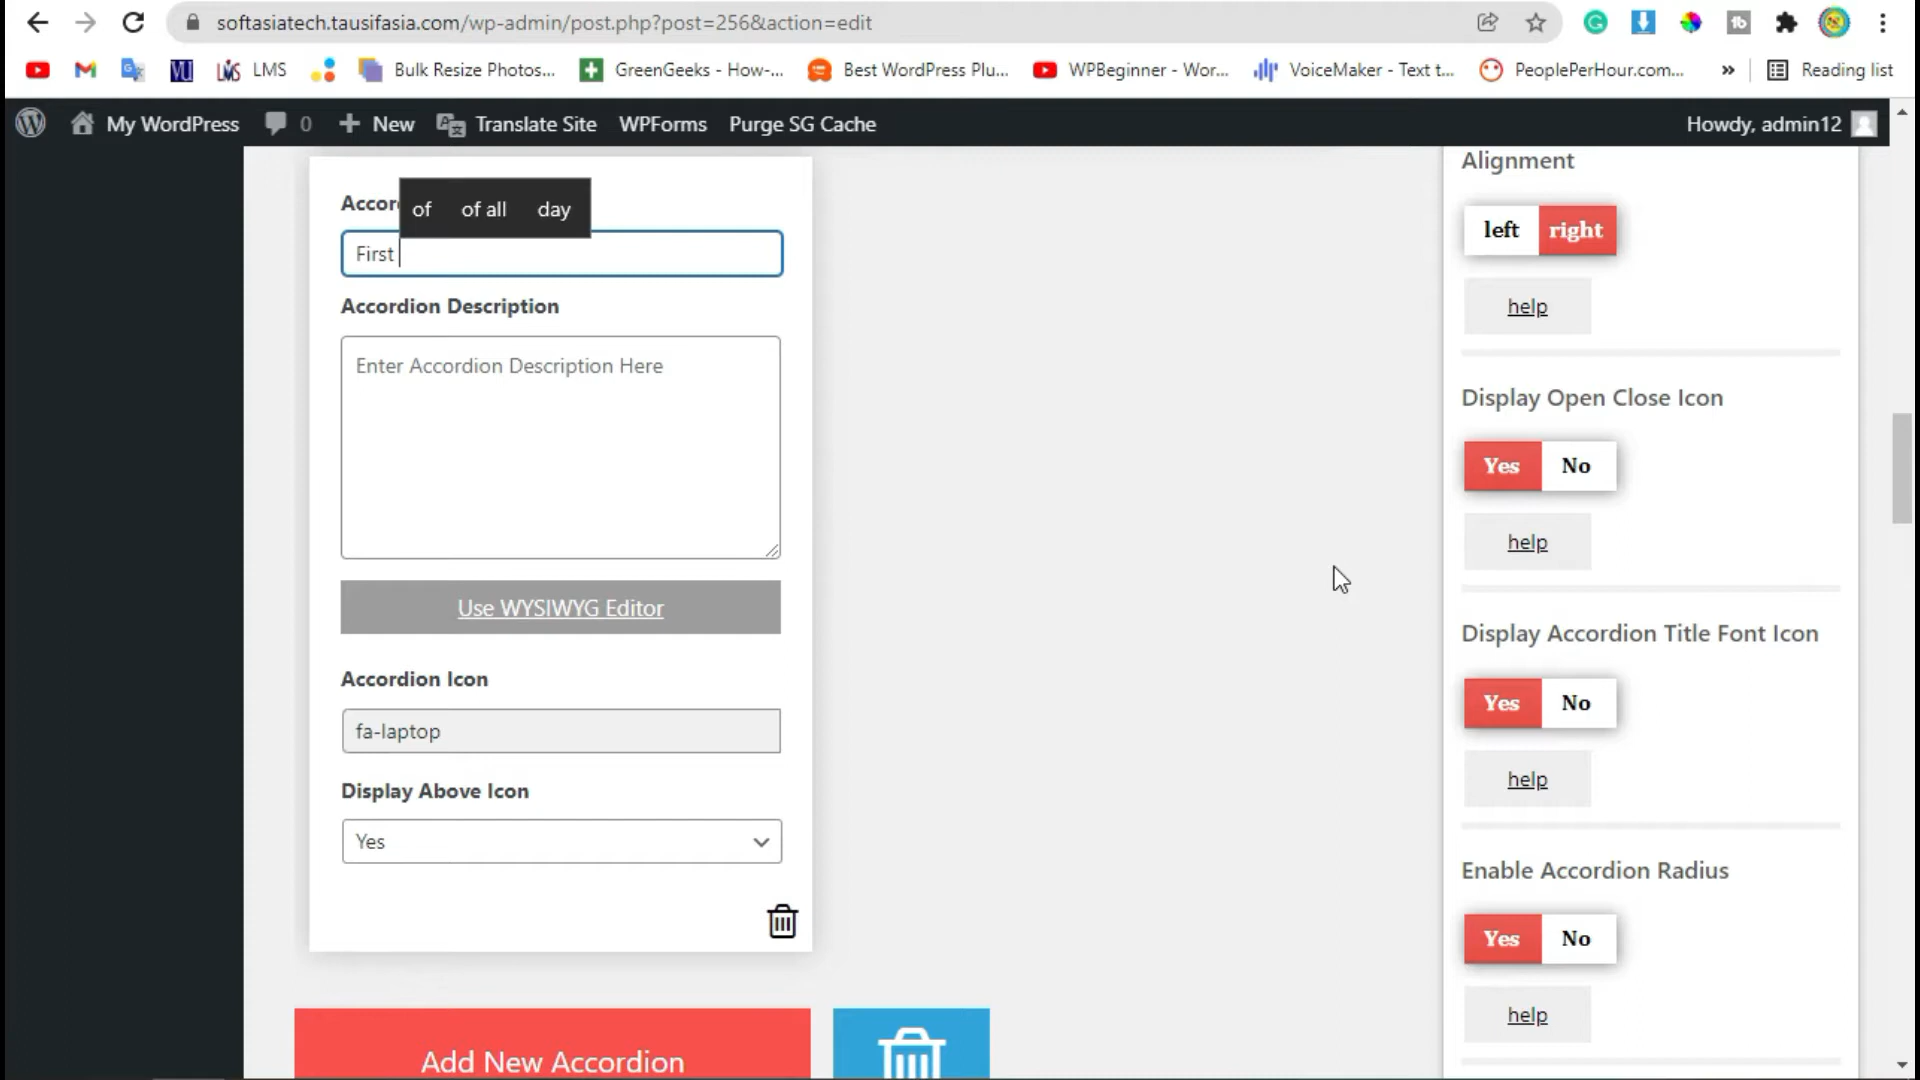 softasiatech.tausifasia.com/wp-admin/post.php?post=256&action=edit
LMS
Bulk Resize Photos...
GreenGeeks - How-...
Best WordPress Plu...
WPBeginner - Wor...
VoiceMaker - Text t...
PeoplePerHour.com...
»
Reading list
My WordPress
0
New
Translate Site
WPForms
Purge SG Cache
Howdy, admin12
Accor
of of all day
First
Accordion Description
Enter Accordion Description Here
Use WYSIWYG Editor
Accordion Icon
fa-laptop
Display Above Icon
Yes
Add New Accordion
Alignment
left right
help
Display Open Close Icon
Yes No
help
Display Accordion Title Font Icon
Yes No
help
Enable Accordion Radius
Yes No
help